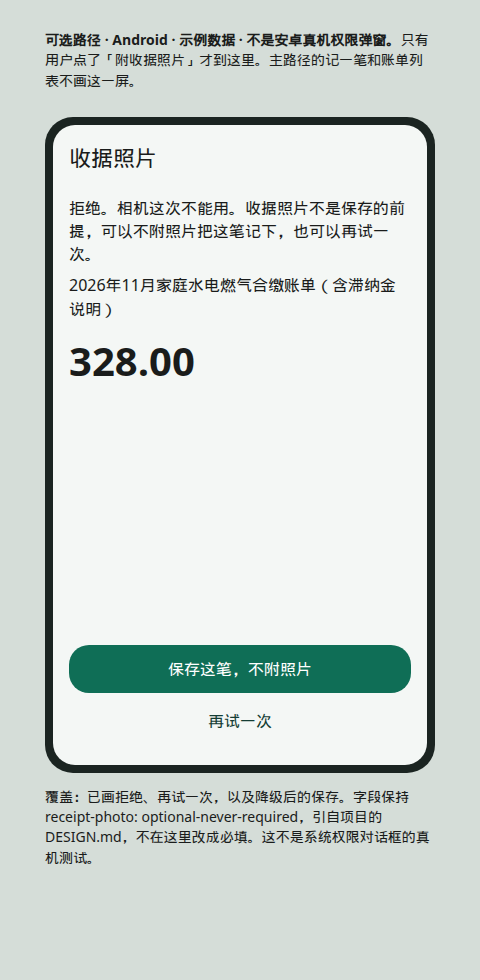 可选路径 · Android · 示例数据 · 不是安卓真机权限弹窗。只有
用户点了「附收据照片」才到这里。主路径的记一笔和账单列
表不画这一屏。
收据照片
拒绝。相机这次不能用。收据照片不是保存的前
提，可以不附照片把这笔记下，也可以再试一
次。
2026年11月家庭水电燃气合缴账单（含滞纳金
说明）
328.00
保存这笔，不附照片
再试一次
覆盖：已画拒绝、再试一次，以及降级后的保存。字段保持
receipt-photo: optional-never-required，引自项目的
DESIGN.md，不在这里改成必填。这不是系统权限对话框的真
机测试。